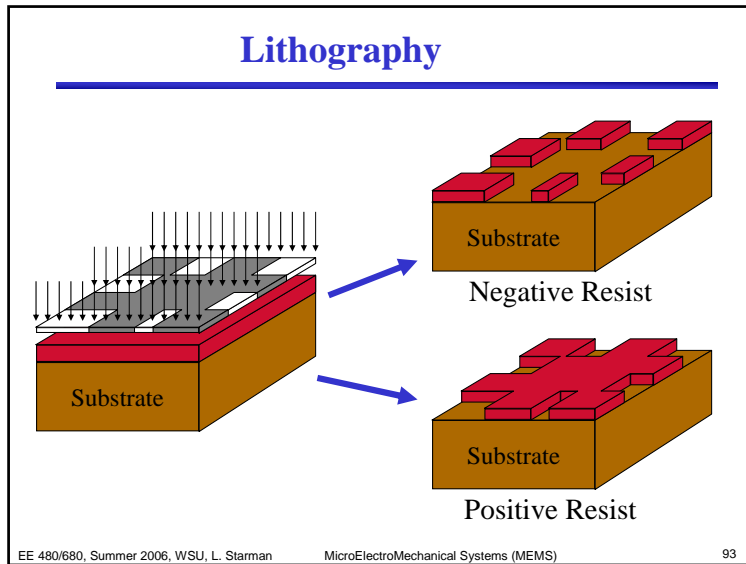 Lithography
Substrate
Substrate
Negative Resist
Substrate
Positive Resist
EE 480/680, Summer 2006, WSU, L. Starman MicroElectroMechanical Systems (MEMS) 93